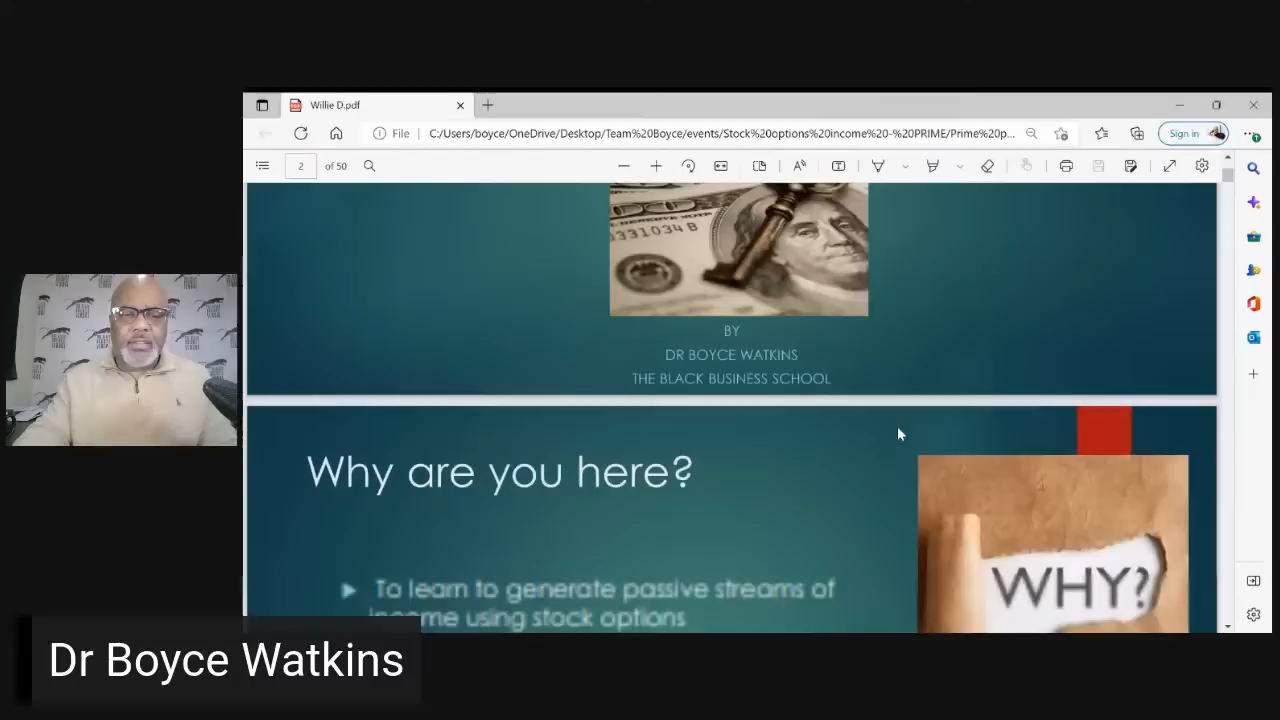 Willie D.pdf
File
C:/Users/boyce/OneDrive/Desktop/Team%20Boyce/events/Stock%20options%20income%20-%20PRIME/Prime%20p...
Sign in
2 of 50
0331034 B
BY
DR BOYCE WATKINS
THE BLACK BUSINESS SCHOOL
Why are you here?
To learn to generate passive streams of
income using stock options
WHY?
Dr Boyce Watkins